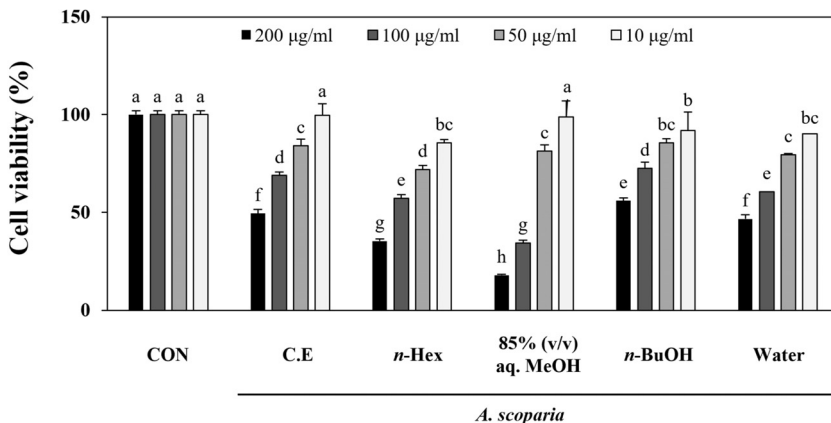 150
200 μg/ml 100 μg/ml 50 μg/ml 10 μg/ml
Cell viability (%)
100
50
0
a a a a
f d c a
g e d bc
h g c a
e d bc b
f e c bc
CON C.E n-Hex 85% (v/v) n-BuOH Water
aq. MeOH
A. scoparia